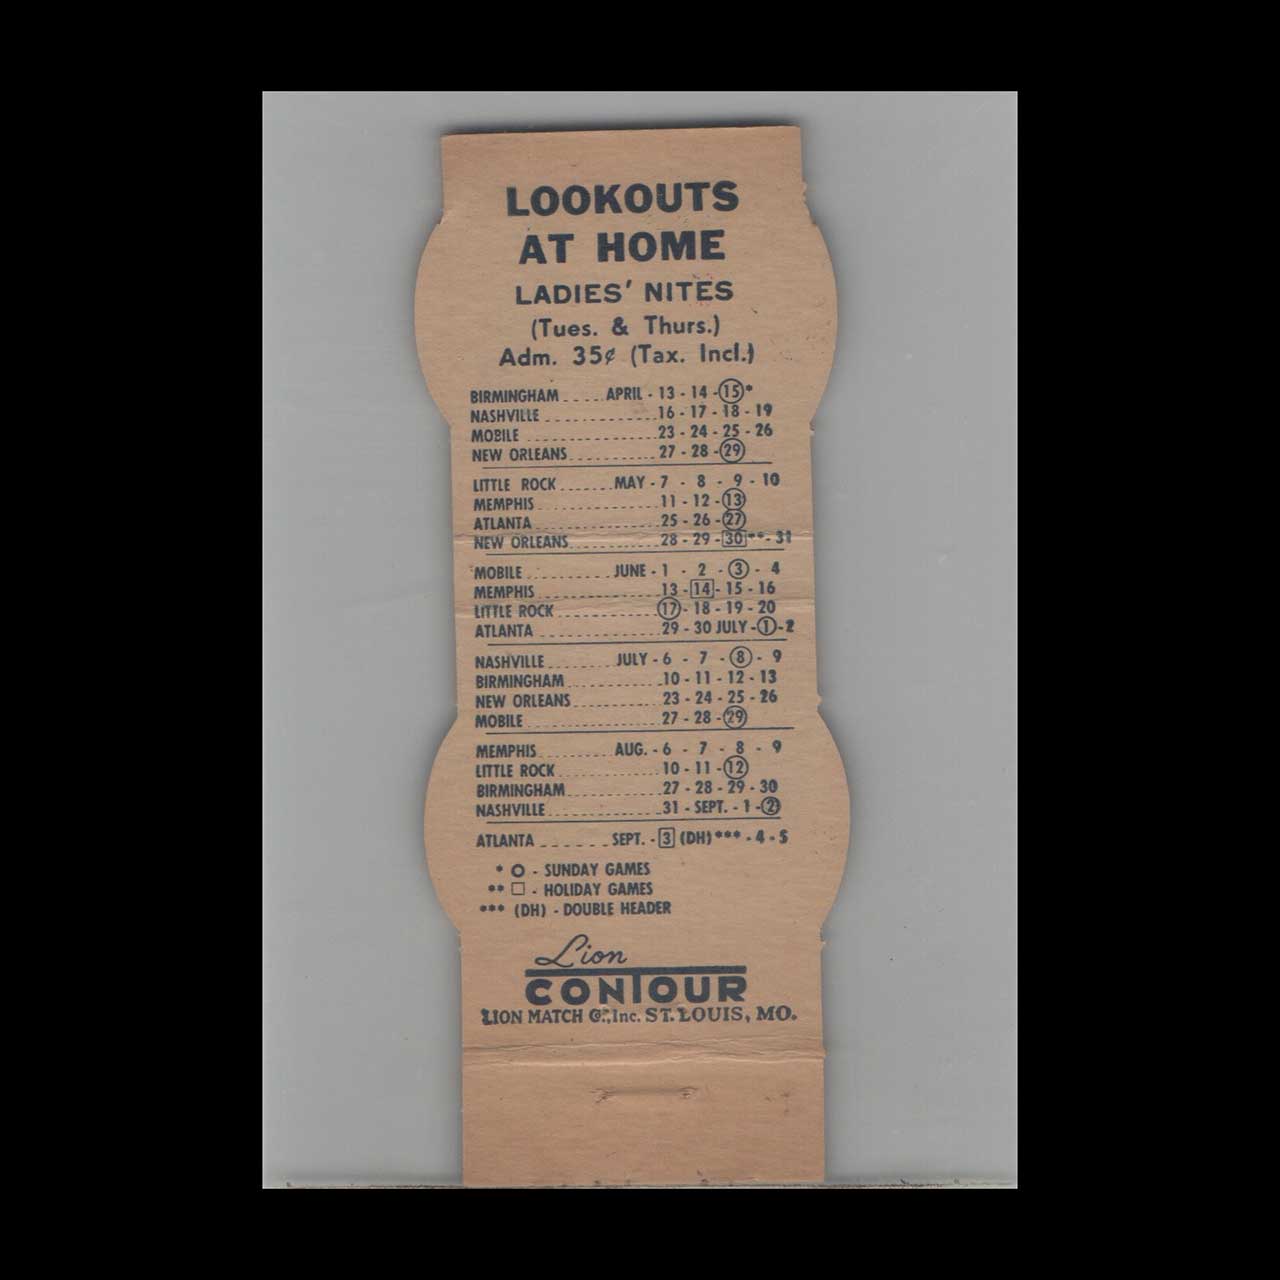 LOOKOUTS
AT HOME
LADIES' NITES
(Tues. & Thurs.)
Adm. 35¢ (Tax. Incl.)
BIRMINGHAM .... APRIL - 13 - 14 - 15*
NASHVILLE .............. 16 - 17 - 18 - 19
MOBILE .............. 23 - 24 - 25 - 26
NEW ORLEANS .............. 27 - 28 - 29
LITTLE ROCK ...... MAY - 7 - 8 - 9 - 10
MEMPHIS .............. 11 - 12 - 13
ATLANTA .............. 25 - 26 - 27
NEW ORLEANS .............. 28 - 29 - 30** - 31
MOBILE ......... JUNE - 1 - 2 - 3 - 4
MEMPHIS .............. 13 - 14 - 15 - 16
LITTLE ROCK .............. 17 - 18 - 19 - 20
ATLANTA .............. 29 - 30 JULY - 1 - 2
NASHVILLE ......... JULY - 6 - 7 - 8 - 9
BIRMINGHAM .............. 10 - 11 - 12 - 13
NEW ORLEANS .............. 23 - 24 - 25 - 26
MOBILE .............. 27 - 28 - 29
MEMPHIS ......... AUG. - 6 - 7 - 8 - 9
LITTLE ROCK .............. 10 - 11 - 12
BIRMINGHAM .............. 27 - 28 - 29 - 30
NASHVILLE .............. 31 - SEPT. - 1 - 2
ATLANTA ....... SEPT. - 3 (DH)*** - 4 - 5
* O - SUNDAY GAMES
** □ - HOLIDAY GAMES
*** (DH) - DOUBLE HEADER
Lion
CONTOUR
LION MATCH Co., Inc. ST. LOUIS, MO.